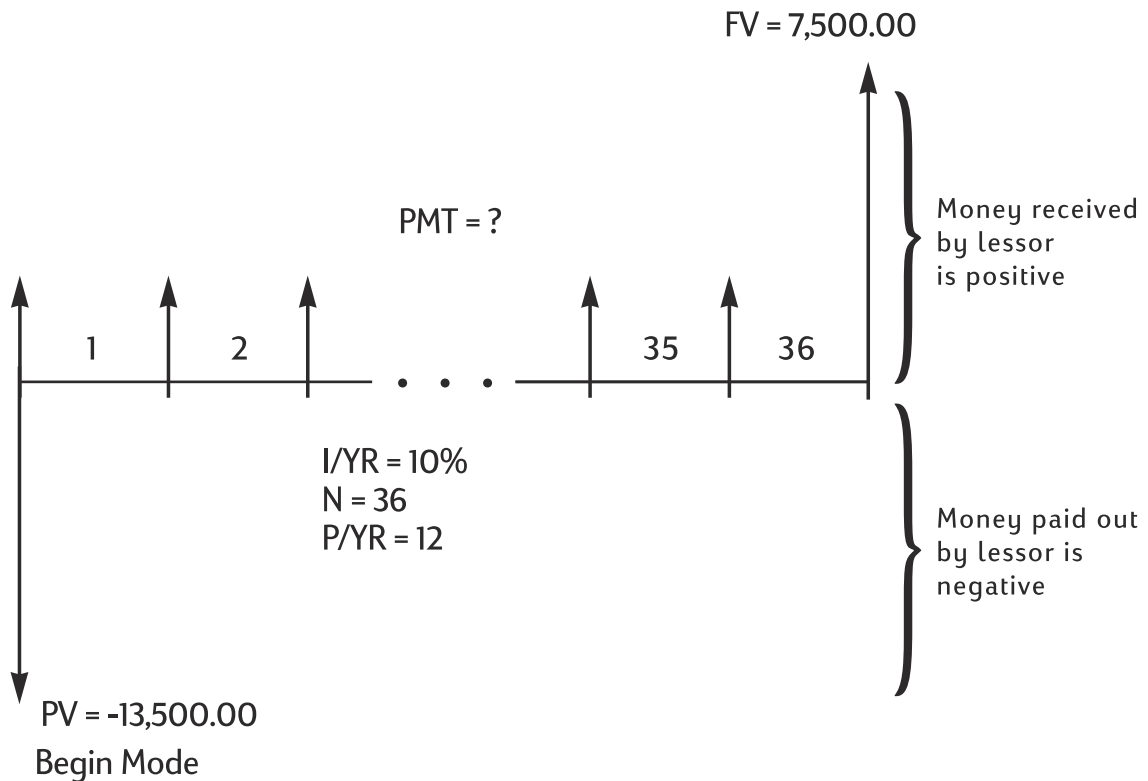 FV = 7,500.00
PMT = ?
Money received
by lessor
is positive
1 2 • • • 35 36
I/YR = 10%
N = 36
P/YR = 12
Money paid out
by lessor is
negative
PV = -13,500.00
Begin Mode